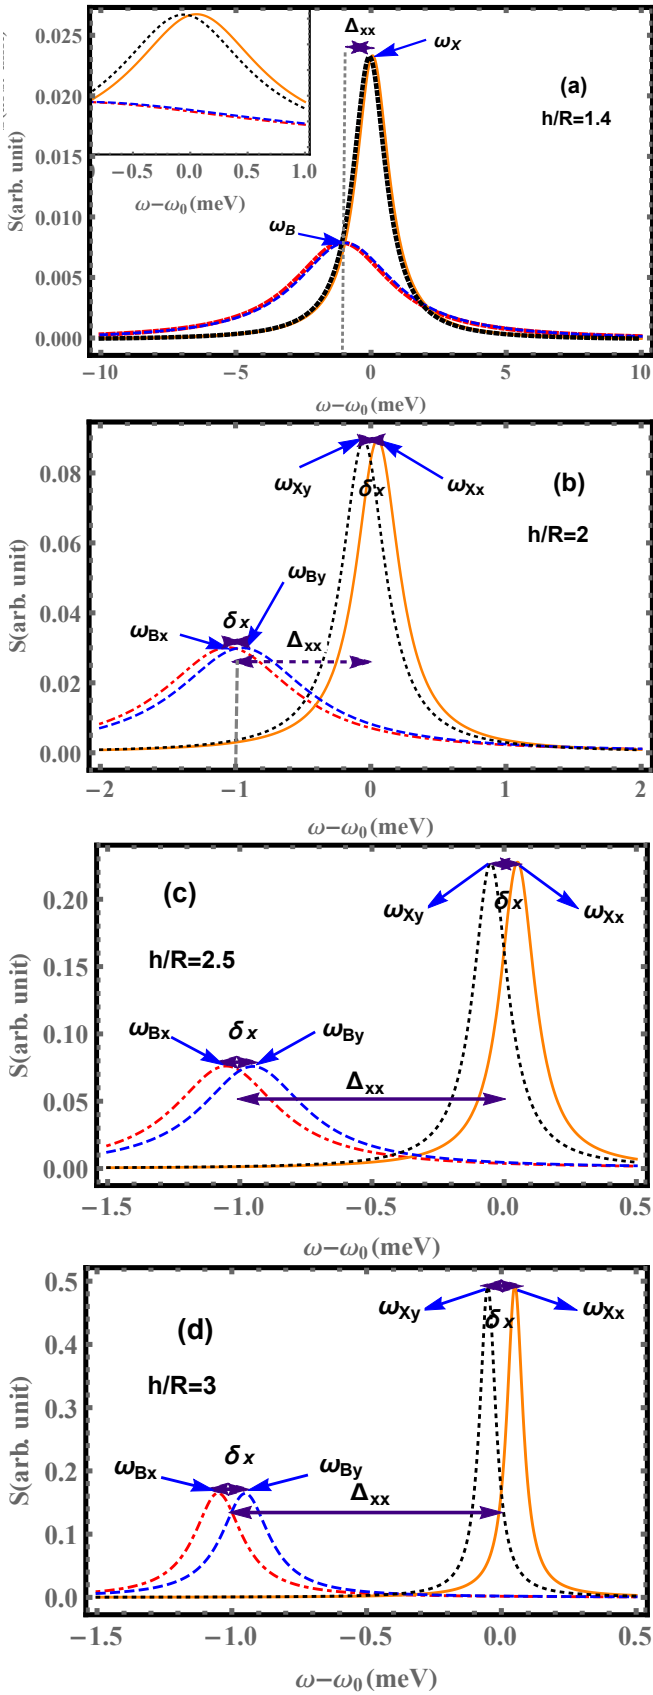 0.025
0.020
0.015
0.010
0.005
0.000
S(arb. unit)
−0.5 0.0 0.5 1.0
ω−ω₀(meV)
Δxx
ωX
(a)
h/R=1.4
ωB
−10 −5 0 5 10
ω−ω₀(meV)
0.08
0.06
0.04
0.02
0.00
S(arb. unit)
ωXy
δx
ωXx
(b)
h/R=2
ωBy
δx
ωBx
Δxx
−2 −1 0 1 2
ω−ω₀(meV)
0.20
0.15
0.10
0.05
0.00
S(arb. unit)
(c)
ωXy
δx
ωXx
h/R=2.5
ωBx
δx
ωBy
Δxx
−1.5 −1.0 −0.5 0.0 0.5
ω−ω₀(meV)
0.5
0.4
0.3
0.2
0.1
0.0
S(arb. unit)
ωXy
δx
ωXx
(d)
h/R=3
δx
ωBx
ωBy
Δxx
−1.5 −1.0 −0.5 0.0 0.5
ω−ω₀(meV)